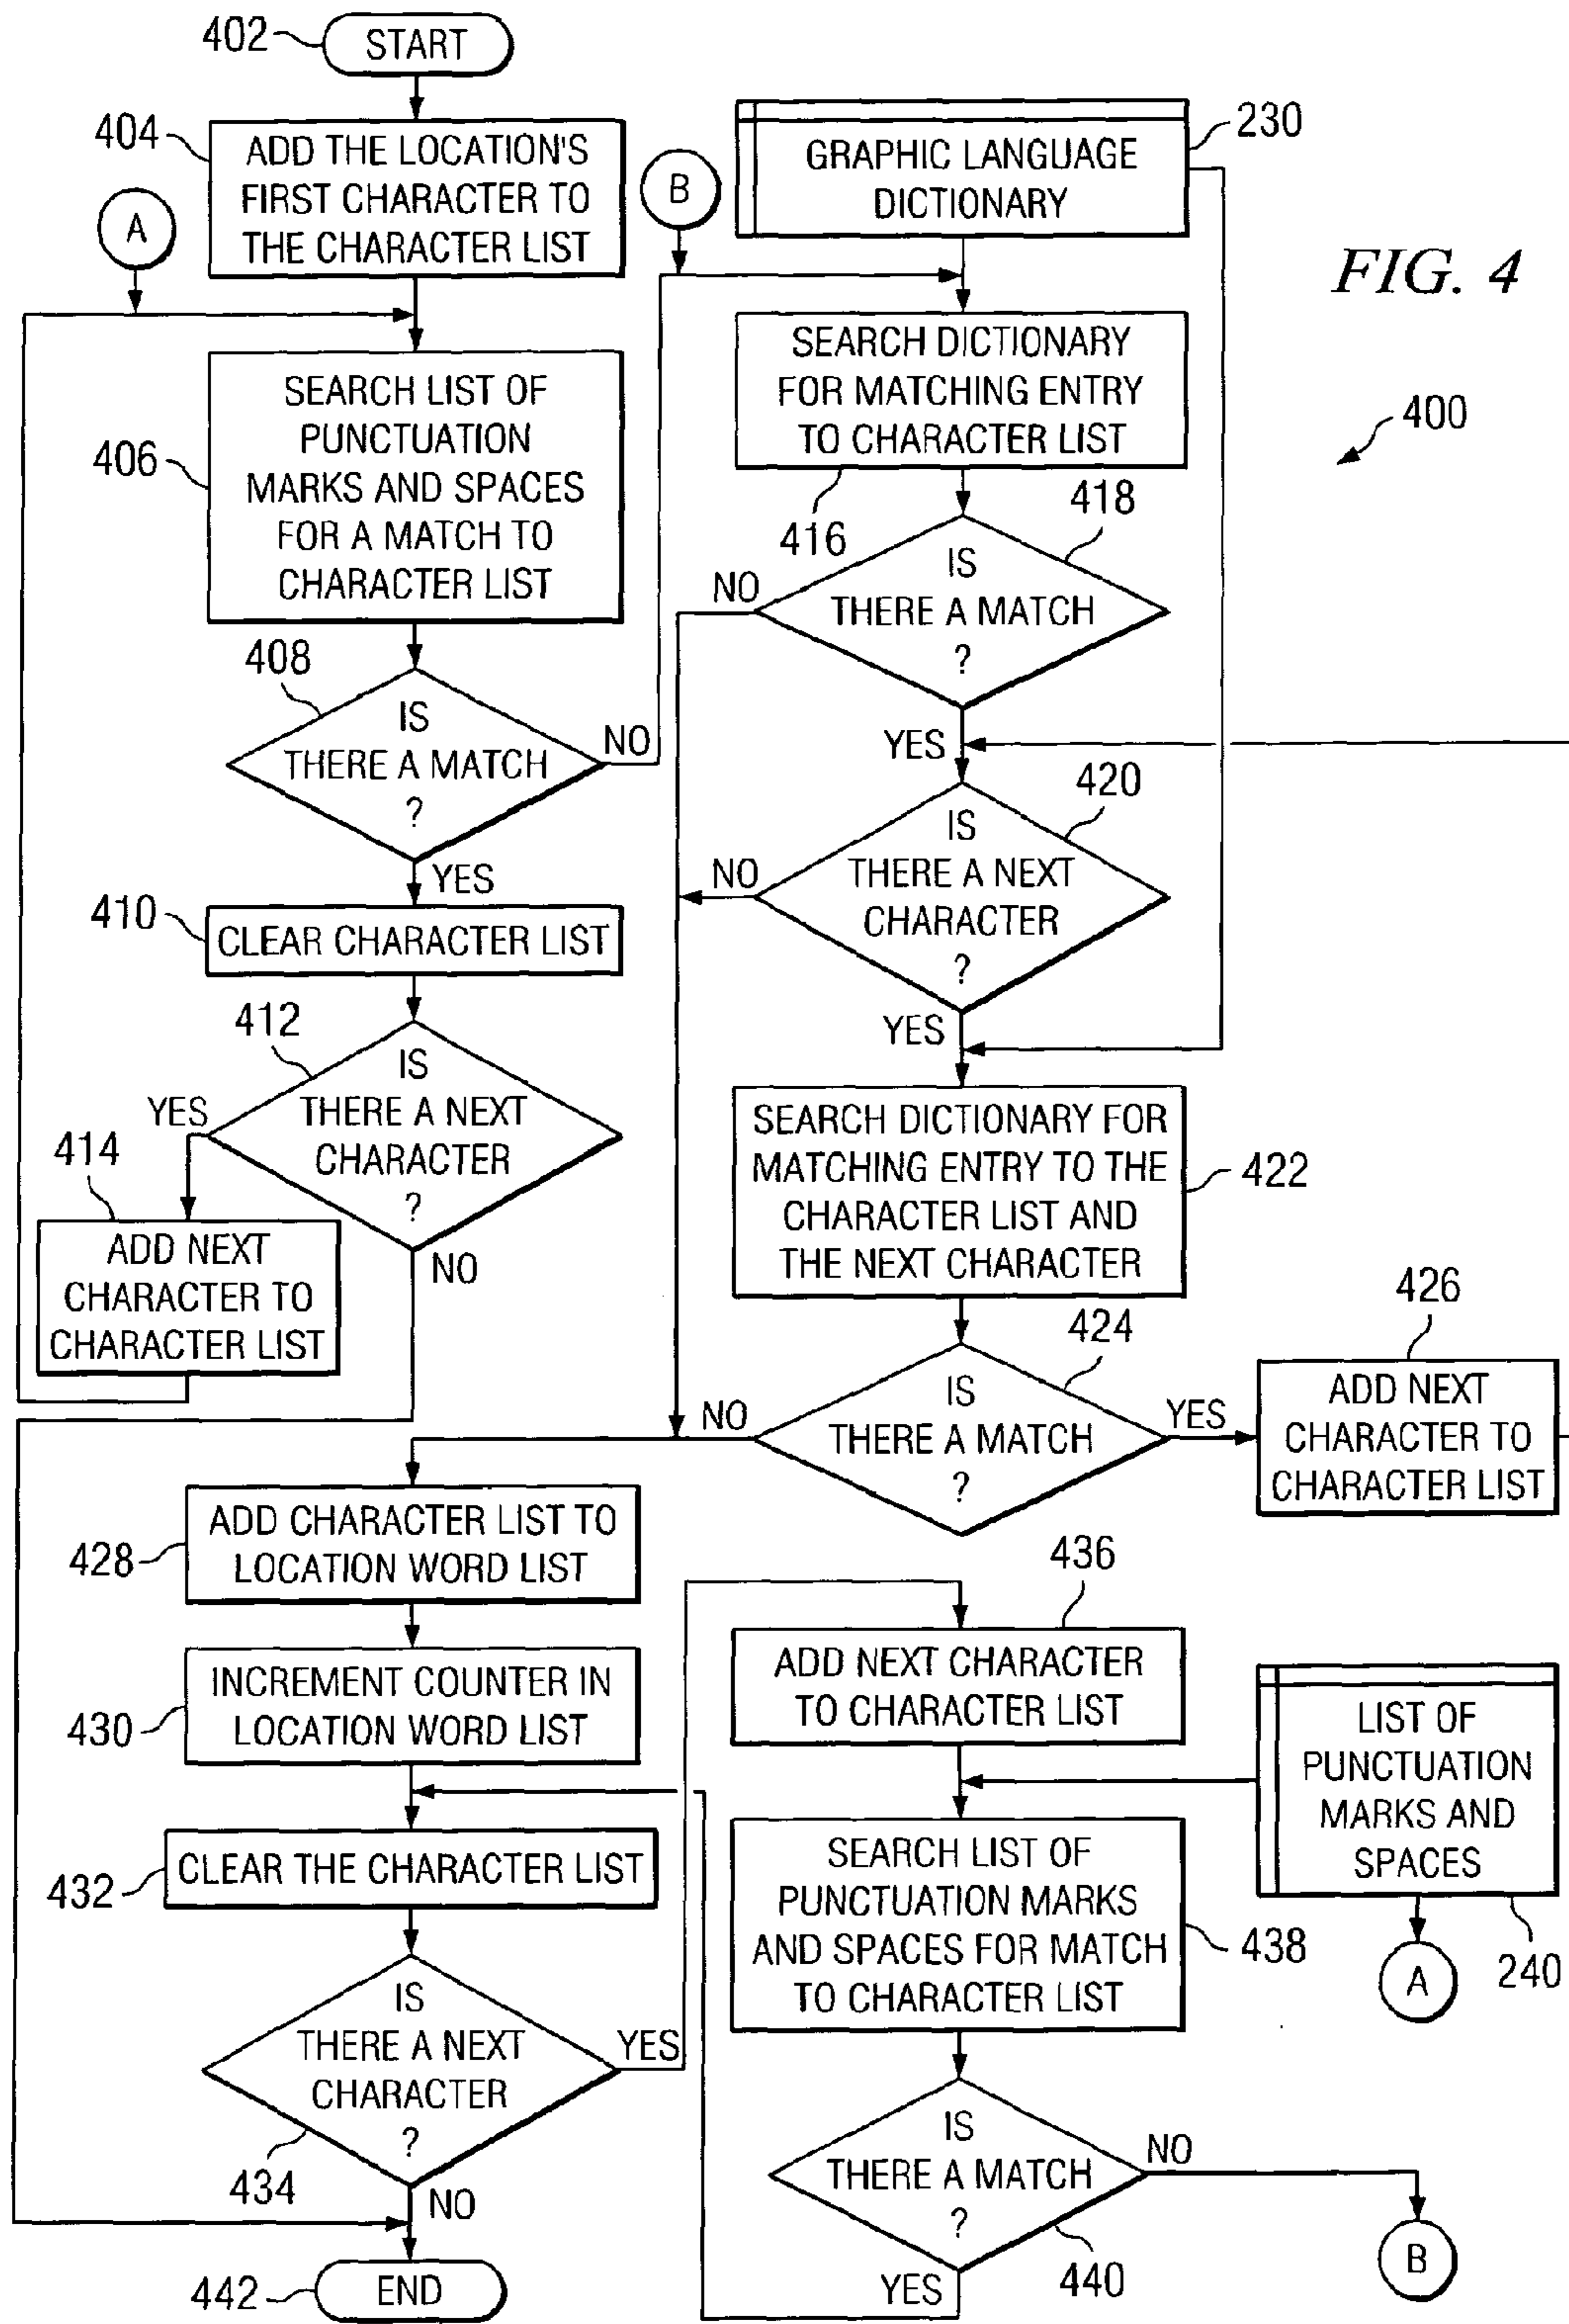 402
START
404
ADD THE LOCATION'S
FIRST CHARACTER TO
THE CHARACTER LIST
A
406
SEARCH LIST OF
PUNCTUATION
MARKS AND SPACES
FOR A MATCH TO
CHARACTER LIST
408
IS
THERE A MATCH
?
NO
YES
410
CLEAR CHARACTER LIST
412
IS
THERE A NEXT
CHARACTER
?
YES
NO
414
ADD NEXT
CHARACTER TO
CHARACTER LIST
B
GRAPHIC LANGUAGE
DICTIONARY
230
FIG. 4
400
SEARCH DICTIONARY
FOR MATCHING ENTRY
TO CHARACTER LIST
416
418
IS
THERE A MATCH
?
NO
YES
420
IS
THERE A NEXT
CHARACTER
?
NO
YES
SEARCH DICTIONARY FOR
MATCHING ENTRY TO THE
CHARACTER LIST AND
THE NEXT CHARACTER
422
424
IS
THERE A MATCH
?
NO
YES
426
ADD NEXT
CHARACTER TO
CHARACTER LIST
428
ADD CHARACTER LIST TO
LOCATION WORD LIST
430
INCREMENT COUNTER IN
LOCATION WORD LIST
432
CLEAR THE CHARACTER LIST
434
IS
THERE A NEXT
CHARACTER
?
YES
NO
442
END
436
ADD NEXT CHARACTER
TO CHARACTER LIST
SEARCH LIST OF
PUNCTUATION MARKS
AND SPACES FOR MATCH
TO CHARACTER LIST
438
LIST OF
PUNCTUATION
MARKS AND
SPACES
240
A
IS
THERE A MATCH
?
440
NO
YES
B